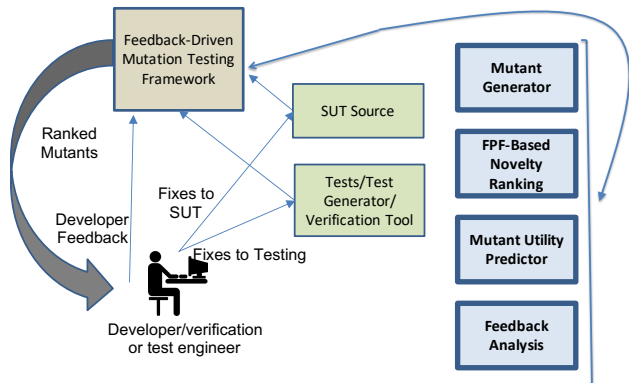 Feedback-Driven
Mutation Testing
Framework
Ranked
Mutants
Developer
Feedback
Fixes to
SUT
SUT Source
Tests/Test
Generator/
Verification Tool
Fixes to Testing
Developer/verification
or test engineer
Mutant
Generator
FPF-Based
Novelty
Ranking
Mutant Utility
Predictor
Feedback
Analysis